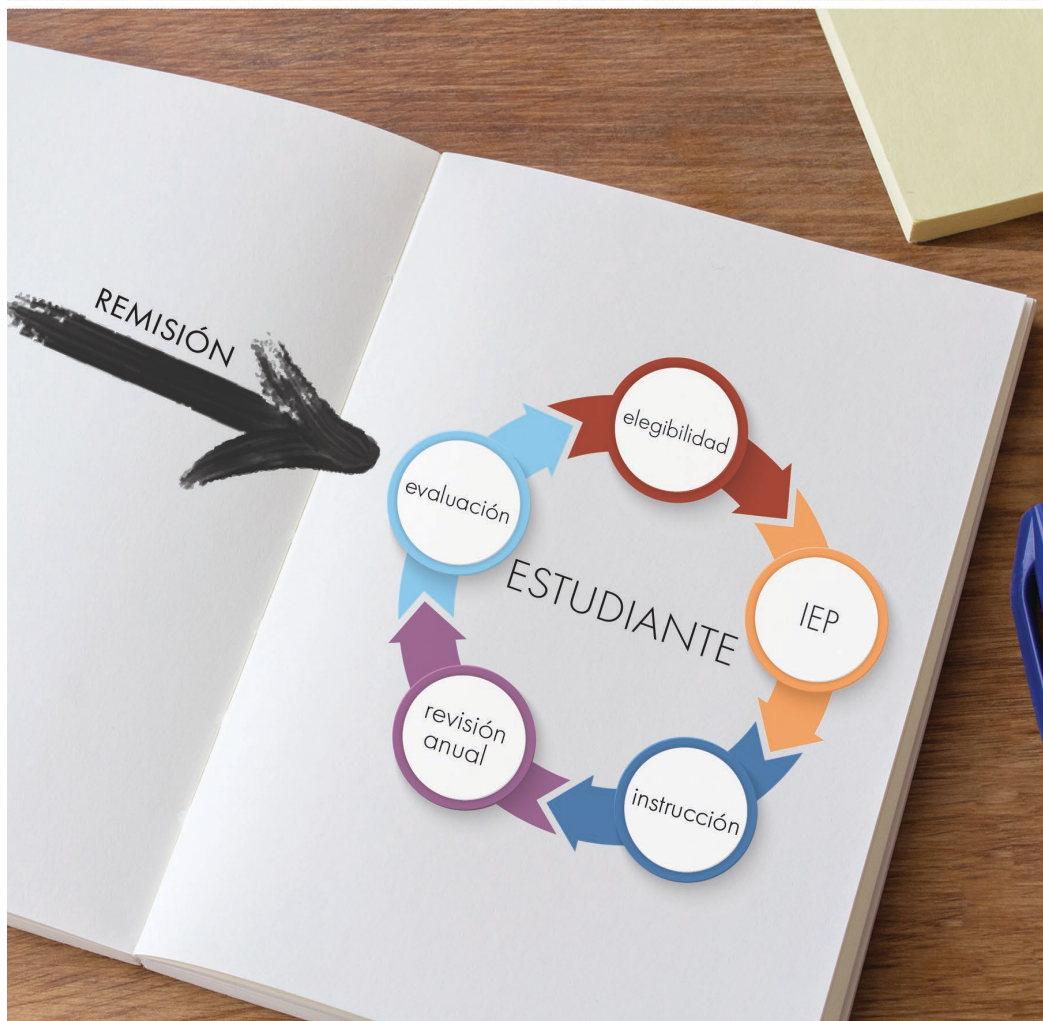 REMISIÓN
elegibilidad
evaluación
ESTUDIANTE
IEP
revisión
anual
instrucción